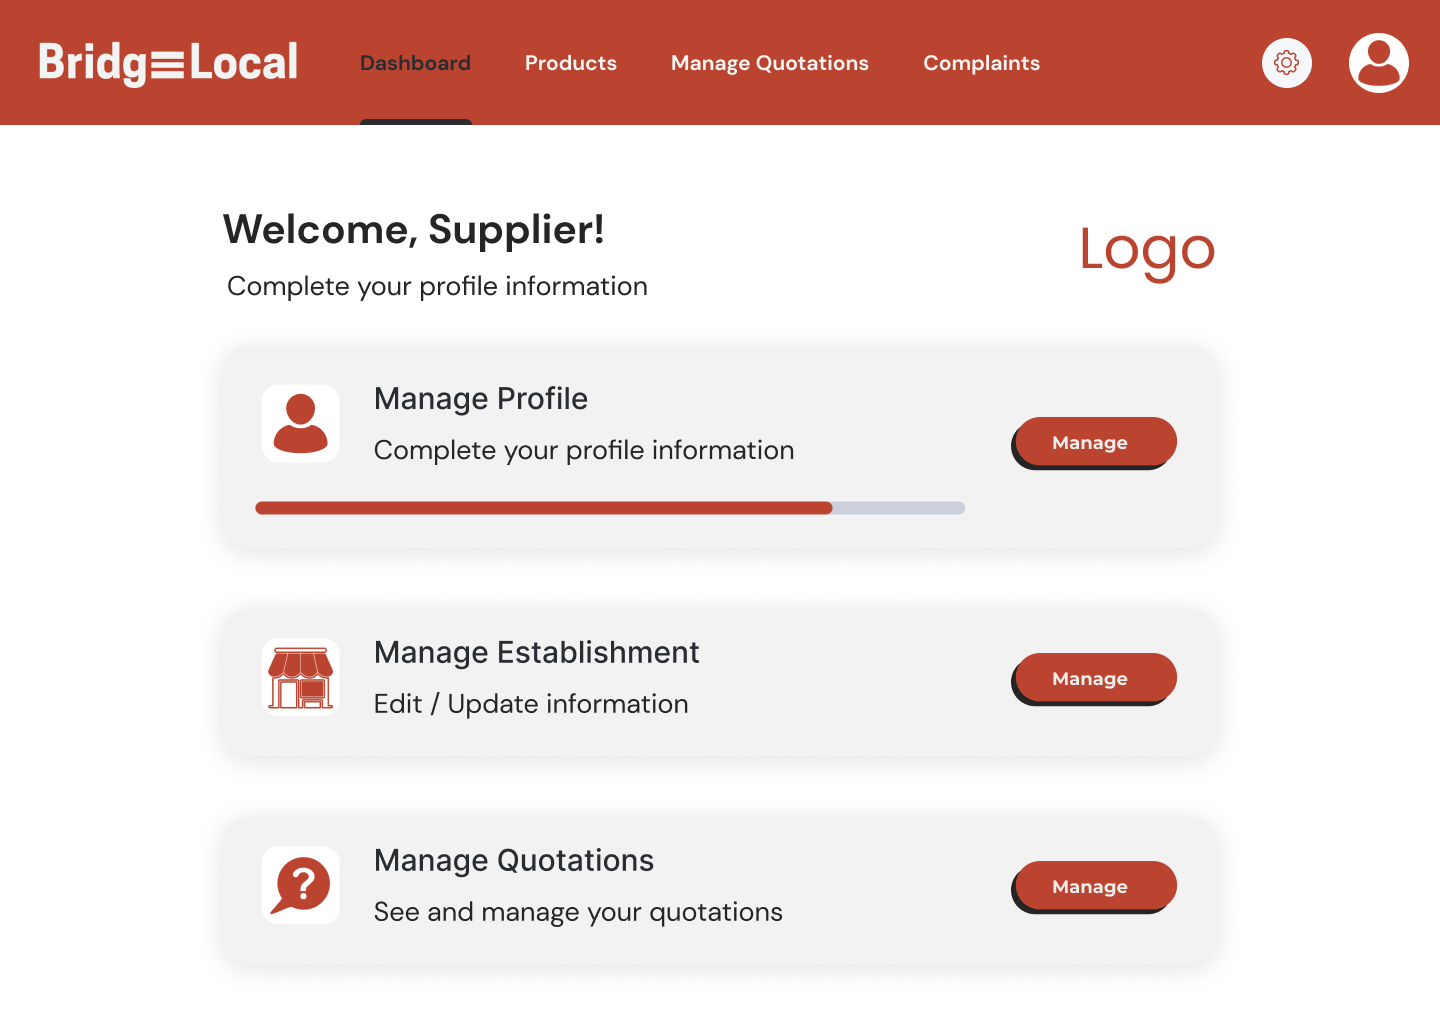 Bridge Local
Dashboard Products Manage Quotations Complaints
Welcome, Supplier!
Logo
Complete your profile information
Manage Profile
Complete your profile information
Manage
Manage Establishment
Edit / Update information
Manage
?
Manage Quotations
See and manage your quotations
Manage